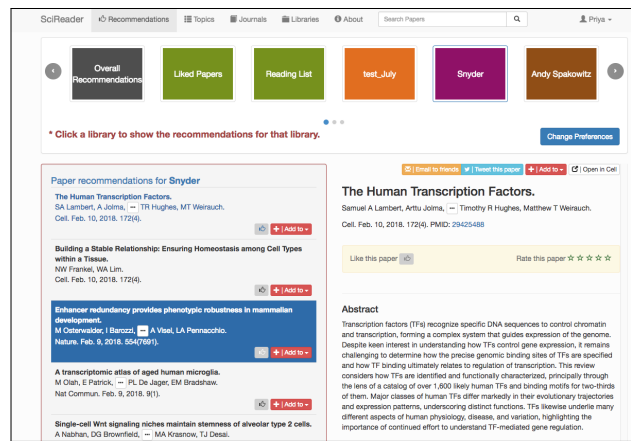 SciReader
Recommendations
Topics
Journals
Libraries
About
Search Papers
Priya
Overall
Recommendations
Liked Papers
Reading List
test_July
Snyder
Andy Spakowitz
* Click a library to show the recommendations for that library.
Change Preferences
Paper recommendations for Snyder
The Human Transcription Factors.
SA Lambert, A Jolma, ••• TR Hughes, MT Weirauch.
Cell. Feb. 10, 2018. 172(4).
+ | Add to
Building a Stable Relationship: Ensuring Homeostasis among Cell Types
within a Tissue.
NW Frankel, WA Lim.
Cell. Feb. 10, 2018. 172(4).
+ | Add to
Enhancer redundancy provides phenotypic robustness in mammalian
development.
M Osterwalder, I Barozzi, ••• A Visel, LA Pennacchio.
Nature. Feb. 9, 2018. 554(7691).
+ | Add to
A transcriptomic atlas of aged human microglia.
M Olah, E Patrick, ••• PL De Jager, EM Bradshaw.
Nat Commun. Feb. 9, 2018. 9(1).
+ | Add to
Single-cell Wnt signaling niches maintain stemness of alveolar type 2 cells.
A Nabhan, DG Brownfield, ••• MA Krasnow, TJ Desai.
| Email to friends
| Tweet this paper
+ | Add to
| Open in Cell
The Human Transcription Factors.
Samuel A Lambert, Arttu Jolma, ••• Timothy R Hughes, Matthew T Weirauch.
Cell. Feb. 10, 2018. 172(4). PMID: 29425488
Like this paper
Rate this paper
Abstract
Transcription factors (TFs) recognize specific DNA sequences to control chromatin
and transcription, forming a complex system that guides expression of the genome.
Despite keen interest in understanding how TFs control gene expression, it remains
challenging to determine how the precise genomic binding sites of TFs are specified
and how TF binding ultimately relates to regulation of transcription. This review
considers how TFs are identified and functionally characterized, principally through
the lens of a catalog of over 1,600 likely human TFs and binding motifs for two-thirds
of them. Major classes of human TFs differ markedly in their evolutionary trajectories
and expression patterns, underscoring distinct functions. TFs likewise underlie many
different aspects of human physiology, disease, and variation, highlighting the
importance of continued effort to understand TF-mediated gene regulation.